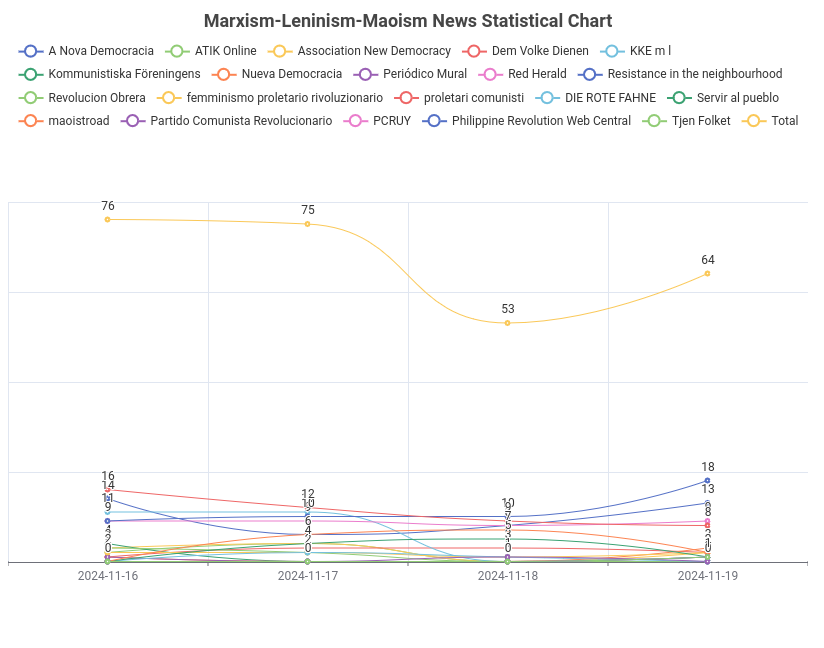 Marxism-Leninism-Maoism News Statistical Chart
A Nova Democracia ATIK Online Association New Democracy Dem Volke Dienen KKE m l
Kommunistiska Föreningens Nueva Democracia Periódico Mural Red Herald Resistance in the neighbourhood
Revolucion Obrera femminismo proletario rivoluzionario proletari comunisti DIE ROTE FAHNE Servir al pueblo
maoistroad Partido Comunista Revolucionario PCRUY Philippine Revolution Web Central Tjen Folket Total
76 75
64
53
18
16
14 13
12
11 10 10
9 9 9
8
7
6
5
4
2
0 0 0 0
2024-11-16 2024-11-17 2024-11-18 2024-11-19